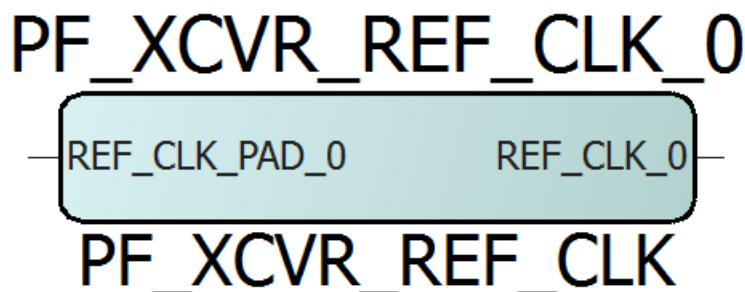 PF_XCVR_REF_CLK_0
REF_CLK_PAD_0 REF_CLK_0
PF_XCVR_REF_CLK